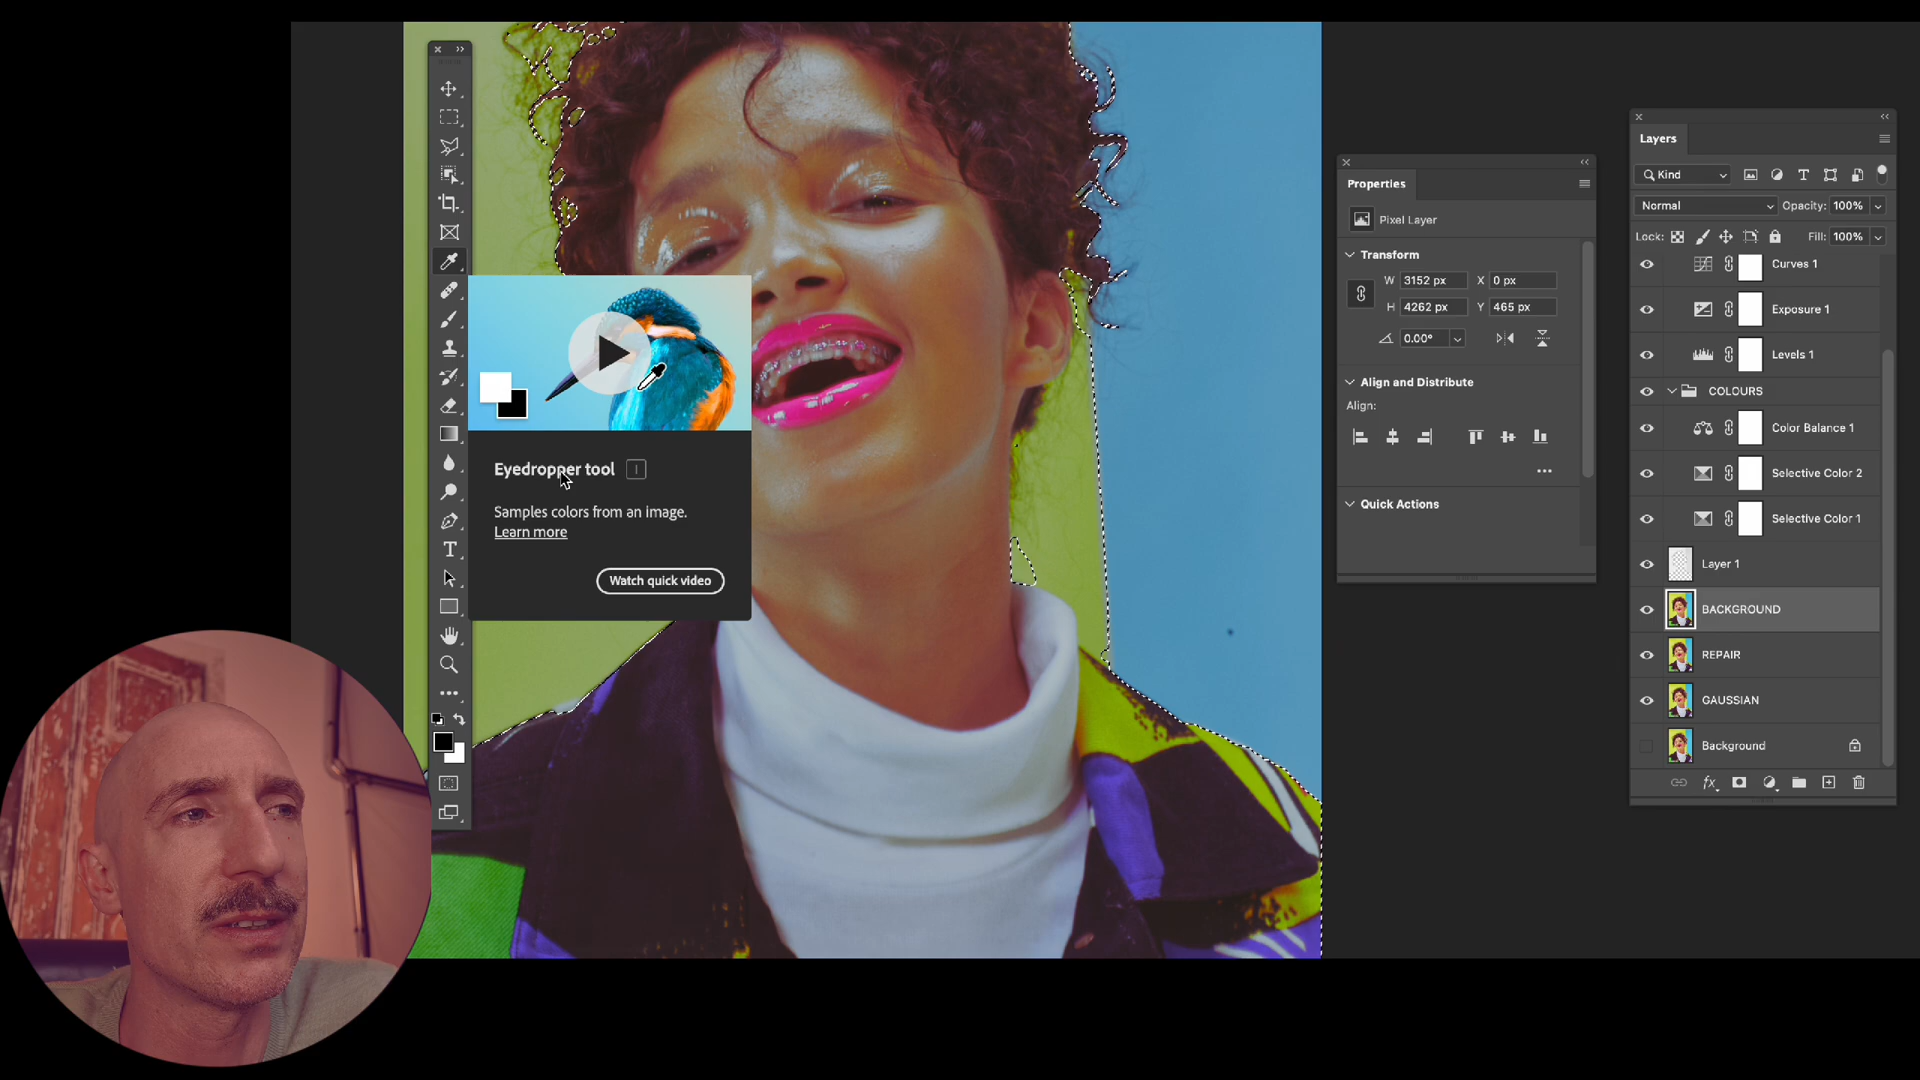 Eyedropper tool I
Samples colors from an image.
Learn more
Watch quick video
Properties
Pixel Layer
Transform
W 3152 px X 0 px
H 4262 px Y 465 px
0.00°
Align and Distribute
Align:
Quick Actions
Layers
Kind
Normal Opacity: 100%
Lock: Fill: 100%
Curves 1
Exposure 1
Levels 1
COLOURS
Color Balance 1
Selective Color 2
Selective Color 1
Layer 1
BACKGROUND
REPAIR
GAUSSIAN
Background
fx